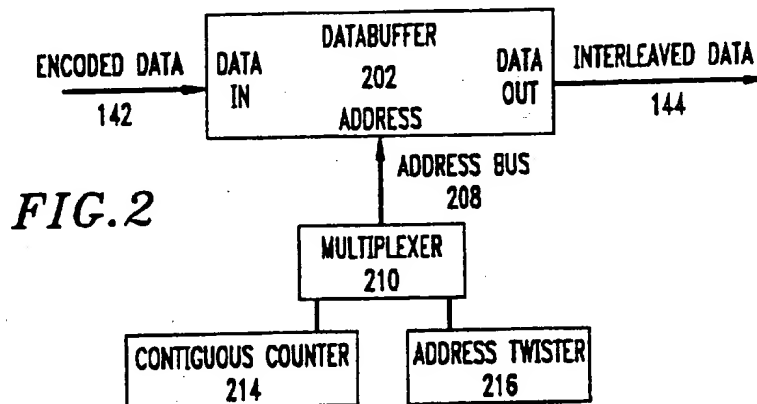 DATABUFFER
ENCODED DATA
DATA
IN
202
DATA
OUT
INTERLEAVED DATA
142
144
ADDRESS
ADDRESS BUS
208
FIG.2
MULTIPLEXER
210
CONTIGUOUS COUNTER
214
ADDRESS TWISTER
216